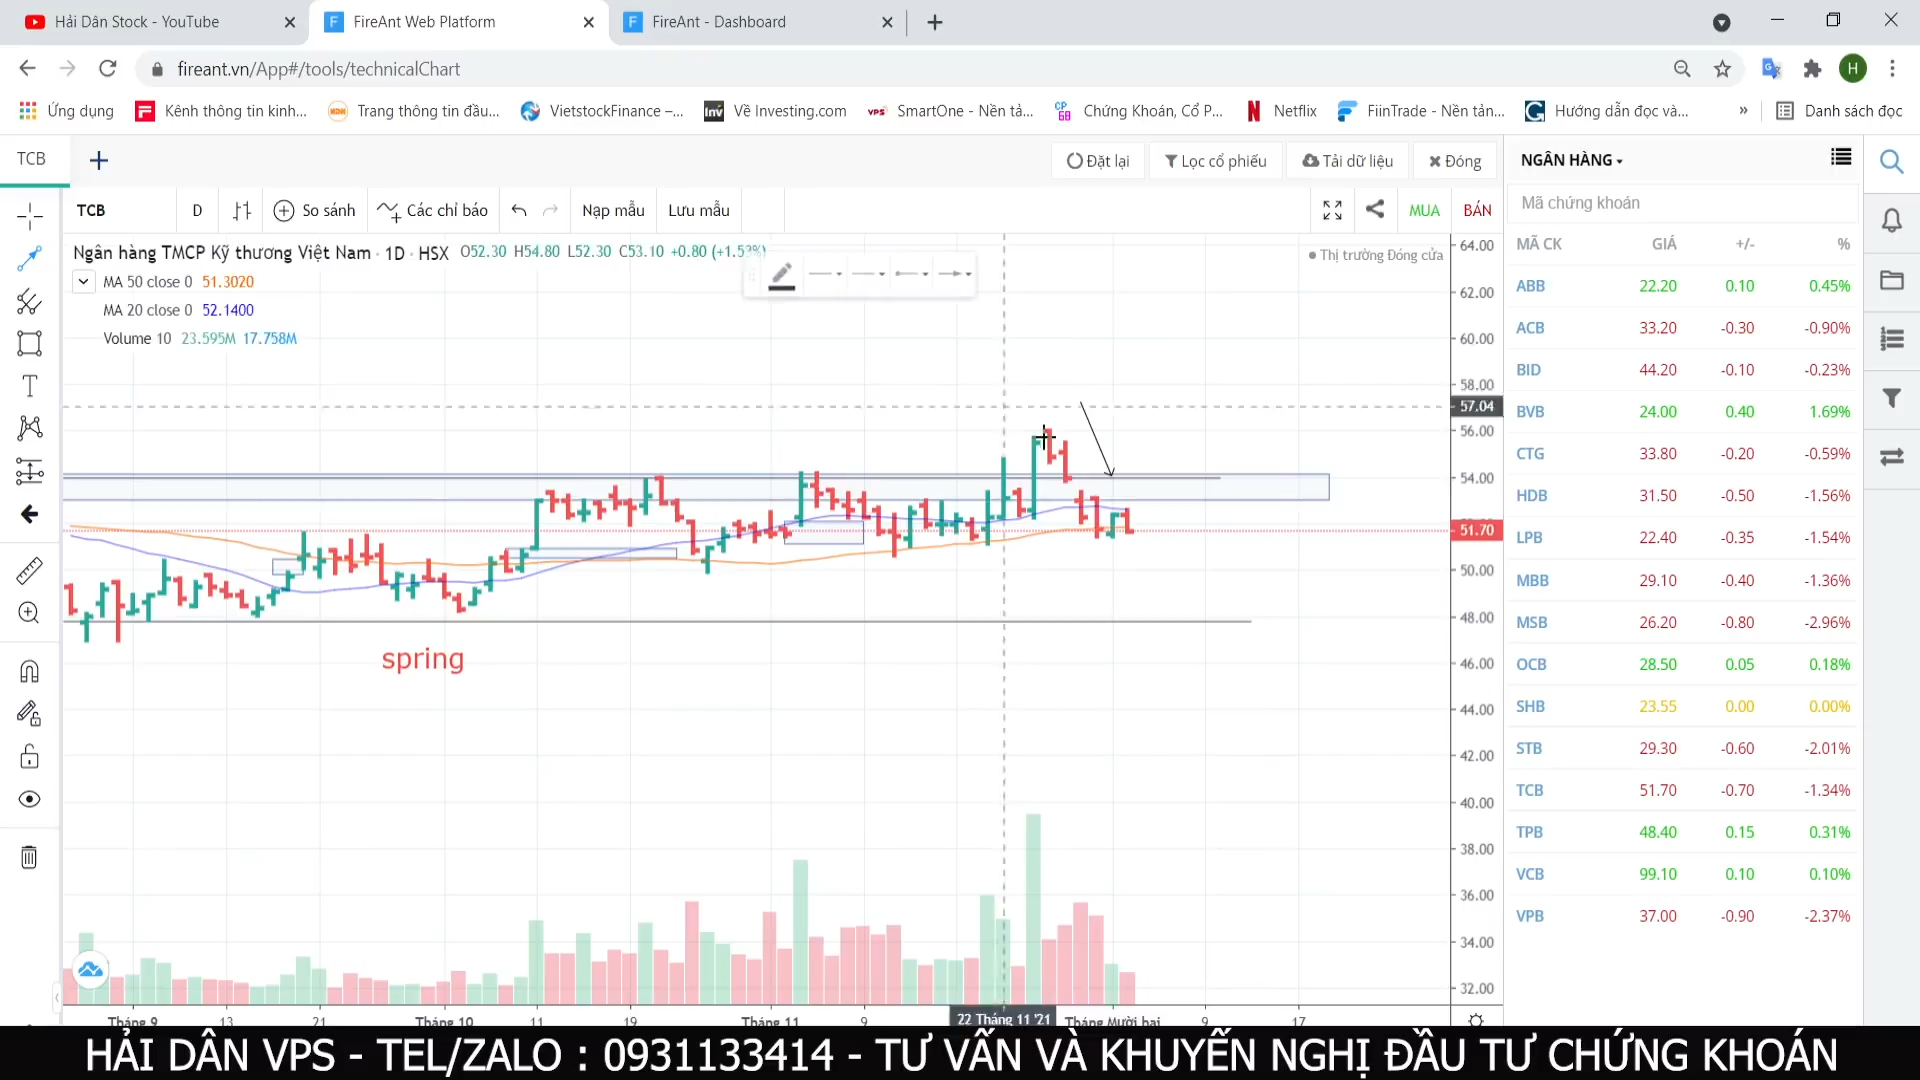 Hải Dân Stock - YouTube
FireAnt Web Platform
FireAnt - Dashboard
fireant.vn/App#/tools/technicalChart
H
Ứng dụng
Kênh thông tin kinh...
Trang thông tin đầu...
VietstockFinance –...
Về Investing.com
SmartOne - Nền tả...
Chứng Khoán, Cổ P...
Netflix
FiinTrade - Nền tản...
Hướng dẫn đọc và...
»
Danh sách đọc
TCB
Đặt lại
Lọc cổ phiếu
Tải dữ liệu
Đóng
NGÂN HÀNG
TCB
D
So sánh
Các chỉ báo
Nạp mẫu
Lưu mẫu
MUA
BÁN
Mã chứng khoán
Ngân hàng TMCP Kỹ thương Việt Nam · 1D · HSX O52.30 H54.80 L52.30 C53.10 +0.80 (+1.53%)
Thị trường Đóng cửa
MA 50 close 0 51.3020
MA 20 close 0 52.1400
Volume 10 23.595M 17.758M
64.00
62.00
60.00
58.00
57.04
56.00
54.00
51.70
50.00
48.00
46.00
44.00
42.00
40.00
38.00
36.00
34.00
32.00
spring
MÃ CK GIÁ +/- %
ABB 22.20 0.10 0.45%
ACB 33.20 -0.30 -0.90%
BID 44.20 -0.10 -0.23%
BVB 24.00 0.40 1.69%
CTG 33.80 -0.20 -0.59%
HDB 31.50 -0.50 -1.56%
LPB 22.40 -0.35 -1.54%
MBB 29.10 -0.40 -1.36%
MSB 26.20 -0.80 -2.96%
OCB 28.50 0.05 0.18%
SHB 23.55 0.00 0.00%
STB 29.30 -0.60 -2.01%
TCB 51.70 -0.70 -1.34%
TPB 48.40 0.15 0.31%
VCB 99.10 0.10 0.10%
VPB 37.00 -0.90 -2.37%
Tháng 9 13 21 Tháng 10 11 19 Tháng 11 9 22 Tháng 11 '21 Tháng Mười hai 9 17
HẢI DÂN VPS - TEL/ZALO : 0931133414 - TƯ VẤN VÀ KHUYẾN NGHỊ ĐẦU TƯ CHỨNG KHOÁN